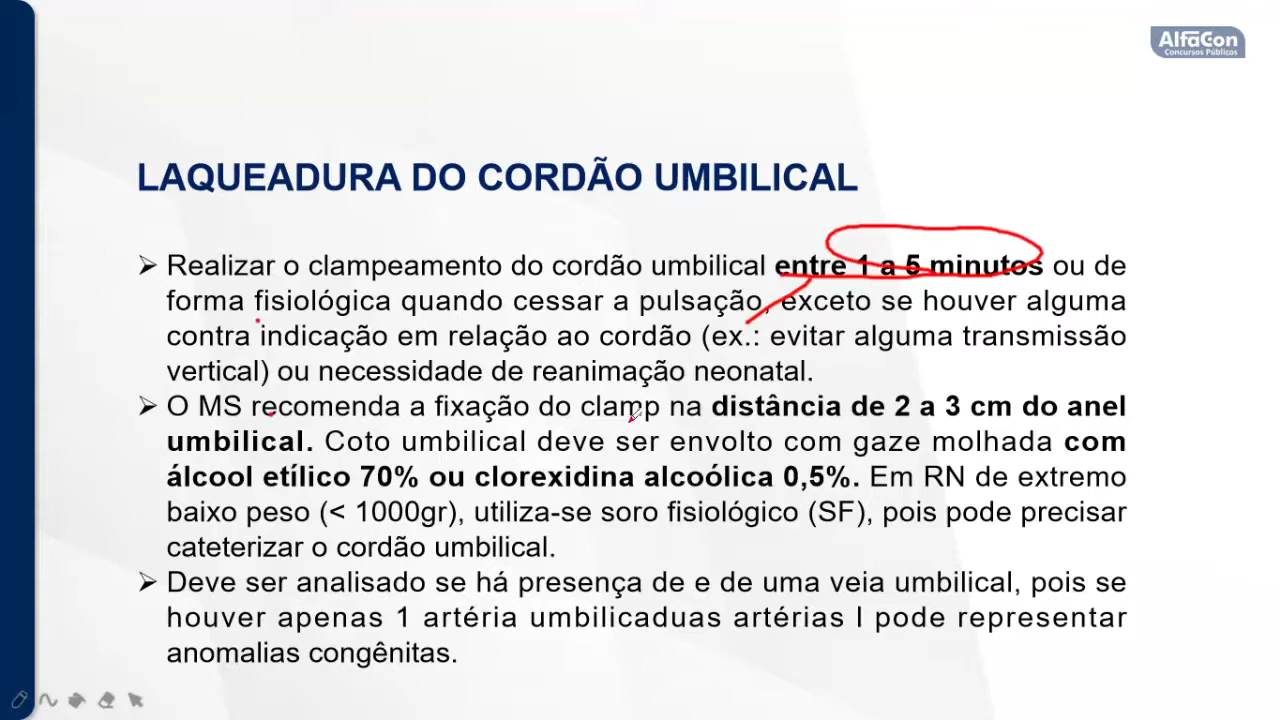 AlfaCon
Concursos Públicos
LAQUEADURA DO CORDÃO UMBILICAL
➢ Realizar o clampeamento do cordão umbilical entre 1 a 5 minutos ou de
forma fisiológica quando cessar a pulsação, exceto se houver alguma
contra indicação em relação ao cordão (ex.: evitar alguma transmissão
vertical) ou necessidade de reanimação neonatal.
➢ O MS recomenda a fixação do clamp na distância de 2 a 3 cm do anel
umbilical. Coto umbilical deve ser envolto com gaze molhada com
álcool etílico 70% ou clorexidina alcoólica 0,5%. Em RN de extremo
baixo peso (< 1000gr), utiliza-se soro fisiológico (SF), pois pode precisar
cateterizar o cordão umbilical.
➢ Deve ser analisado se há presença de e de uma veia umbilical, pois se
houver apenas 1 artéria umbilicaduas artérias l pode representar
anomalias congênitas.